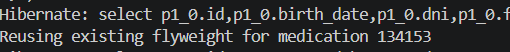 Hibernate: select p1_0.id,p1_0.birth_date,p1_0.dni,p1_0.f
Reusing existing flyweight for medication 134153